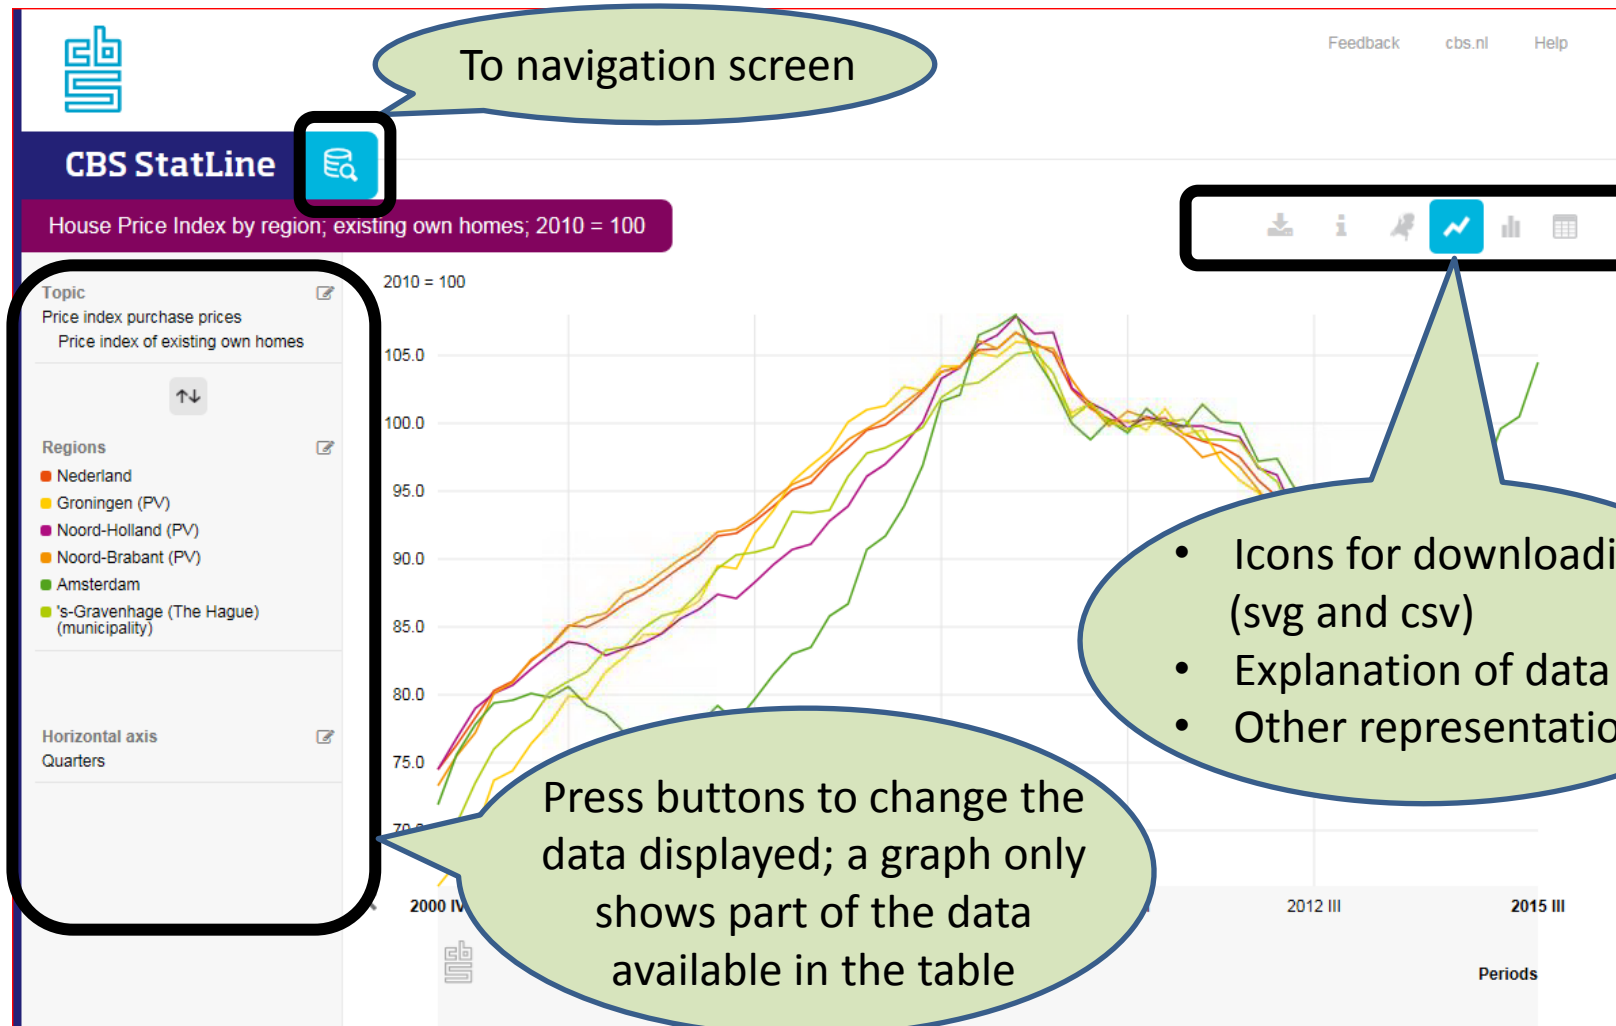 To navigation screen
Feedback
cbs.nl
Help
CBS StatLine
House Price Index by region; existing own homes; 2010 = 100
Topic
Price index purchase prices
Price index of existing own homes
Regions
Nederland
Groningen (PV)
Noord-Holland (PV)
Noord-Brabant (PV)
Amsterdam
's-Gravenhage (The Hague)
(municipality)
Horizontal axis
Quarters
2010 = 100
105.0
100.0
95.0
90.0
85.0
80.0
75.0
• Icons for downloadi
(svg and csv)
• Explanation of data
• Other representatio
Press buttons to change the
data displayed; a graph only
shows part of the data
available in the table
2000 IV
2012 III
2015 III
Periods